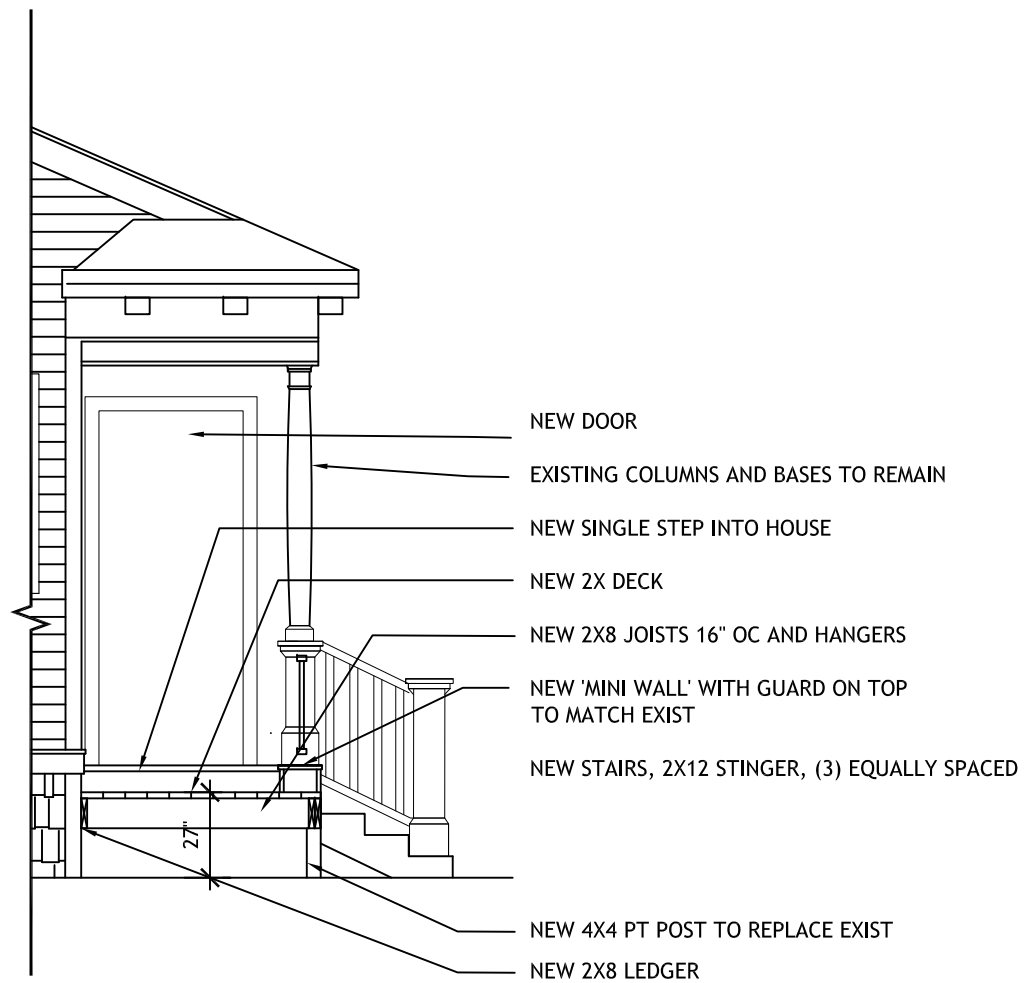 NEW DOOR
EXISTING COLUMNS AND BASES TO REMAIN
NEW SINGLE STEP INTO HOUSE
NEW 2X DECK
NEW 2X8 JOISTS 16" OC AND HANGERS
NEW 'MINI WALL' WITH GUARD ON TOP
TO MATCH EXIST
NEW STAIRS, 2X12 STINGER, (3) EQUALLY SPACED
27"
NEW 4X4 PT POST TO REPLACE EXIST
NEW 2X8 LEDGER